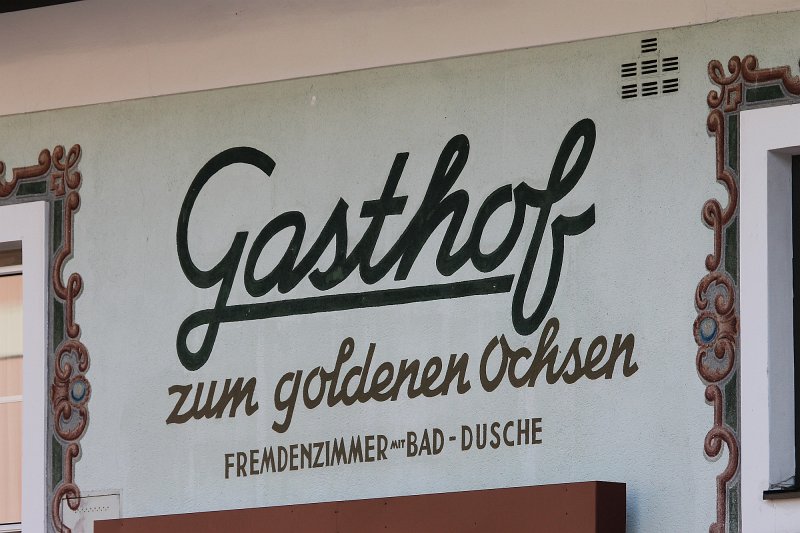 Gasthof
zum goldenen Ochsen
FREMDENZIMMER MIT BAD - DUSCHE